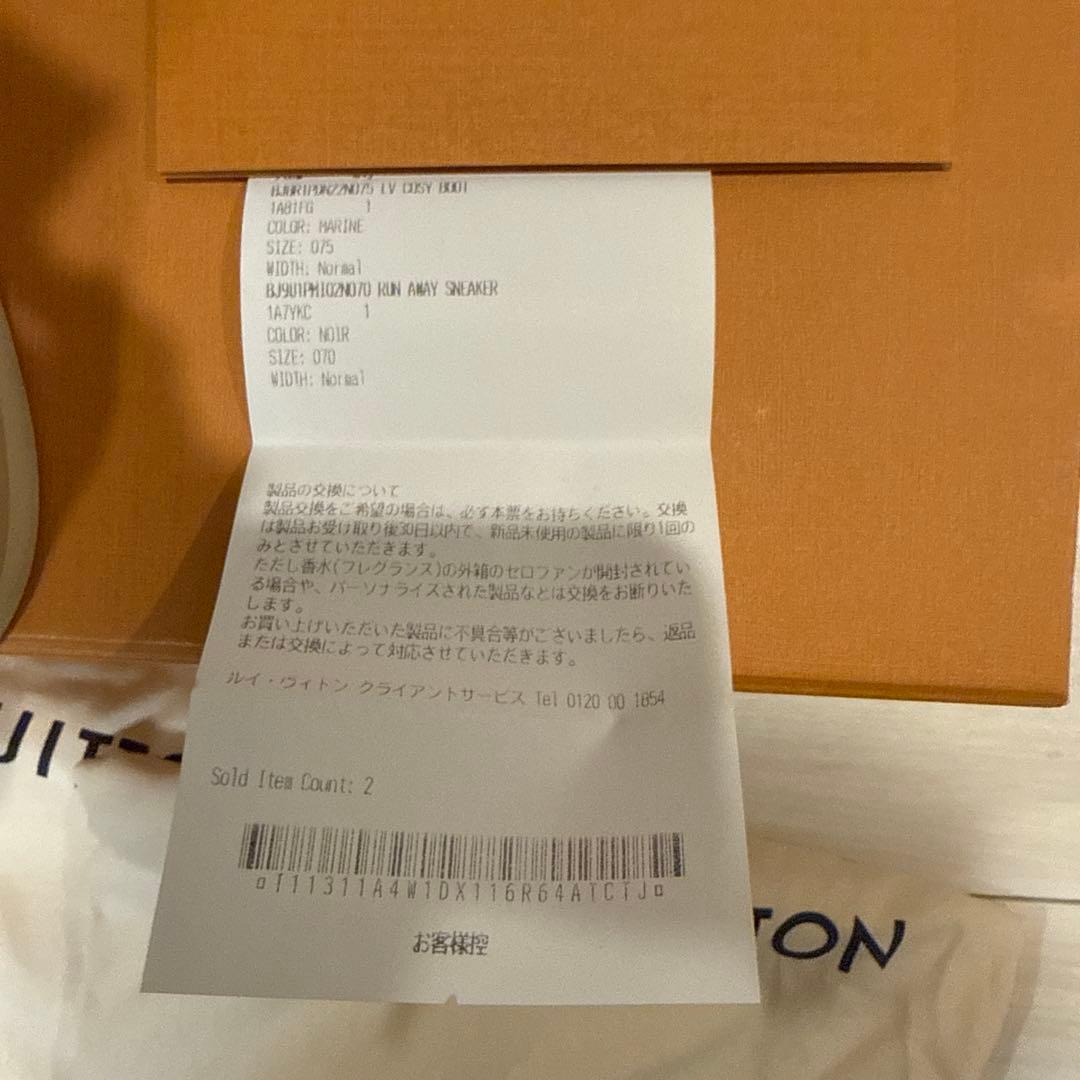 LV COSY BOOT
1A81FG 1
COLOR: MARINE
SIZE: 075
WIDTH: Normal
BJ9U1PMI02N070 RUN AWAY SNEAKER
1A7YKC 1
COLOR: NOIR
SIZE: 070
WIDTH: Normal
製品の交換について
製品交換をご希望の場合は、必ず本票をお持ちください。交換
は製品お受け取り後30日以内で、新品未使用の製品に限り1回の
みとさせていただきます。
ただし香水(フレグランス)の外箱のセロファンが開封されてい
る場合や、パーソナライズされた製品などは交換をお断りいた
します。
お買い上げいただいた製品に不具合等がございましたら、返品
または交換によって対応させていただきます。
ルイ・ヴィトン クライアントサービス Tel 0120 00 1854
Sold Item Count: 2
T11311A4W1DX116R64ATCTJ
お客様控
UIT
TON